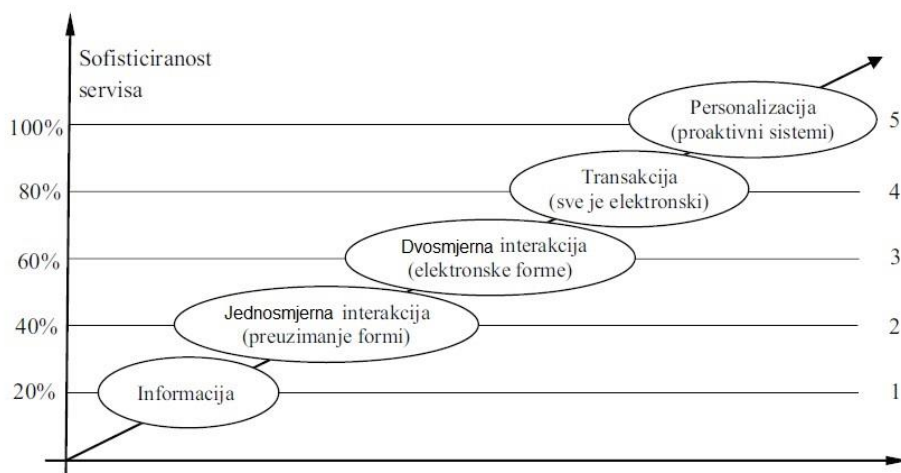 Sofisticiranost
servisa
100%
Personalizacija
(proaktivni sistemi)
5
80%
Transakcija
(sve je elektronski)
4
60%
Dvosmjerna interakcija
(elektronske forme)
3
40%
Jednosmjerna interakcija
(preuzimanje formi)
2
20%
Informacija
1